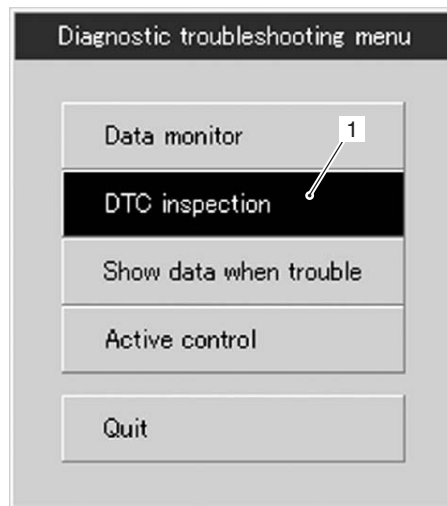 Diagnostic troubleshooting menu
Data monitor
1
DTC inspection
Show data when trouble
Active control
Quit